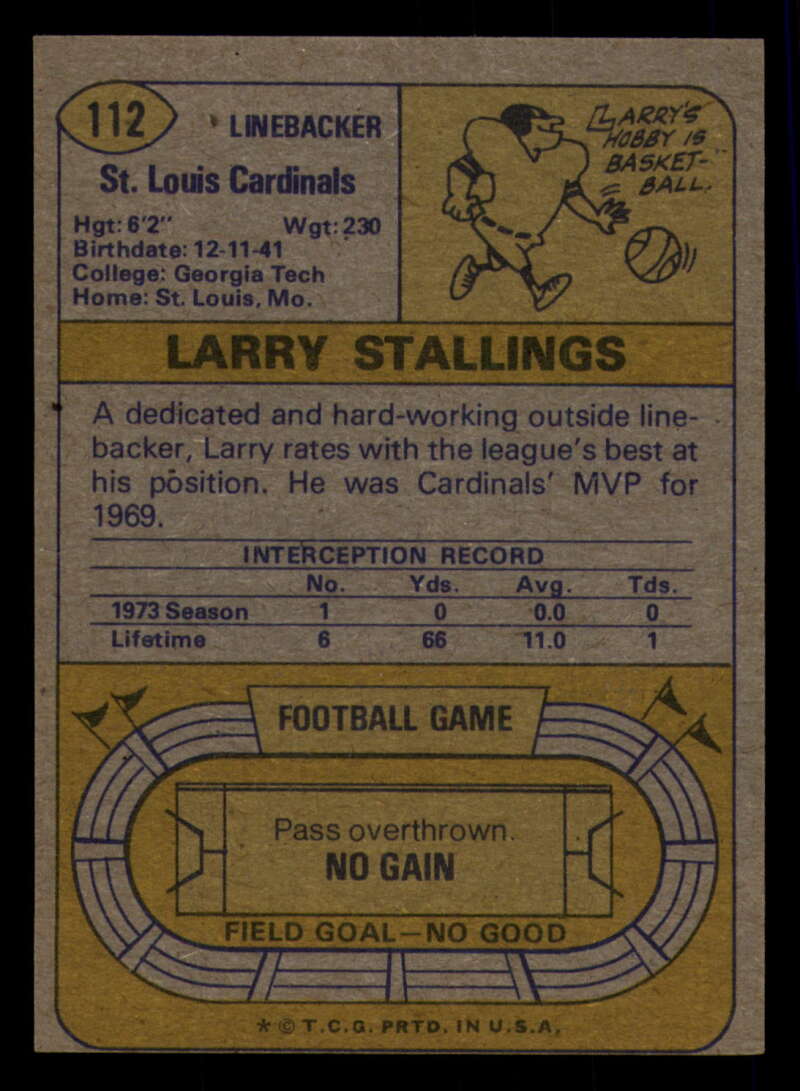 112
LINEBACKER
St. Louis Cardinals
Hgt: 6'2" Wgt: 230
Birthdate: 12-11-41
College: Georgia Tech
Home: St. Louis, Mo.
LARRY'S
HOBBY IS
BASKET-
BALL.
LARRY STALLINGS
A dedicated and hard-working outside line-
backer, Larry rates with the league's best at
his position. He was Cardinals' MVP for
1969.
INTERCEPTION RECORD
No. Yds. Avg. Tds.
1973 Season 1 0 0.0 0
Lifetime 6 66 11.0 1
FOOTBALL GAME
Pass overthrown.
NO GAIN
FIELD GOAL—NO GOOD
* © T.C.G. PRTD. IN U.S.A.